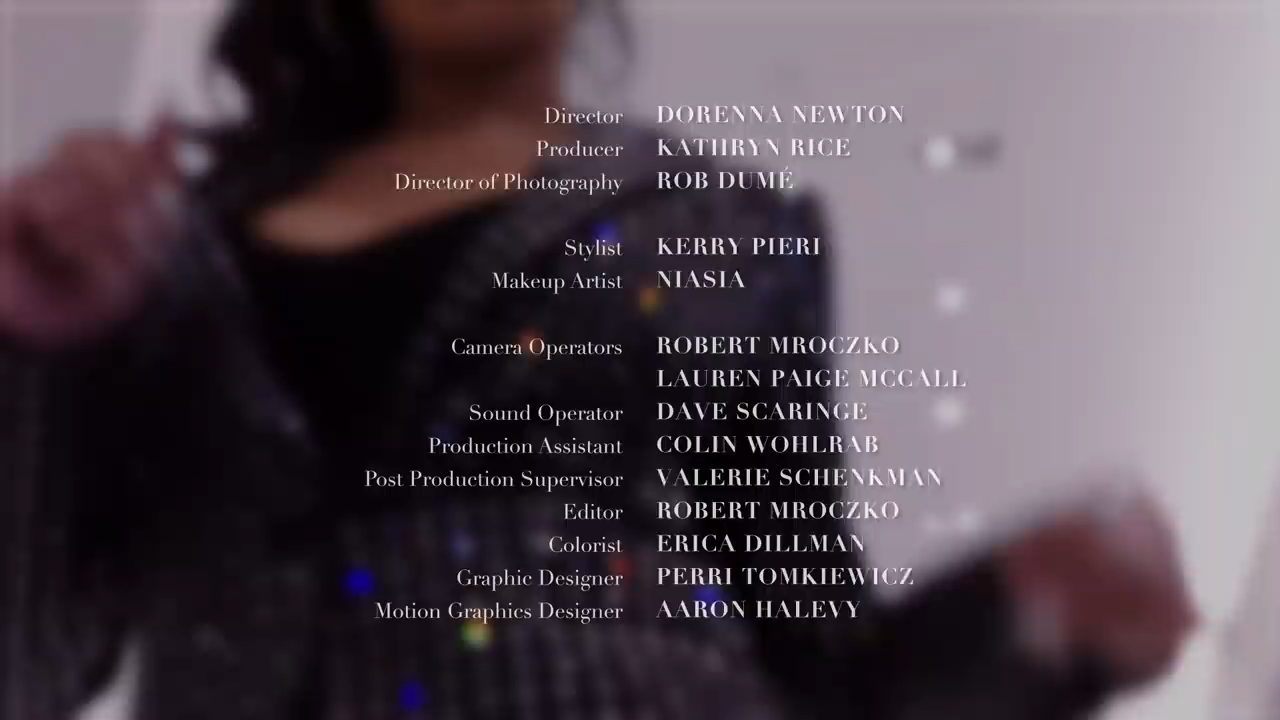 Director DORENNA NEWTON
Producer KATHRYN RICE
Director of Photography ROB DUMÉ
Stylist KERRY PIERI
Makeup Artist NIASIA
Camera Operators ROBERT MROCZKO
LAUREN PAIGE MCCALL
Sound Operator DAVE SCARINGE
Production Assistant COLIN WOHLRAB
Post Production Supervisor VALERIE SCHENKMAN
Editor ROBERT MROCZKO
Colorist ERICA DILLMAN
Graphic Designer PERRI TOMKIEWICZ
Motion Graphics Designer AARON HALEVY